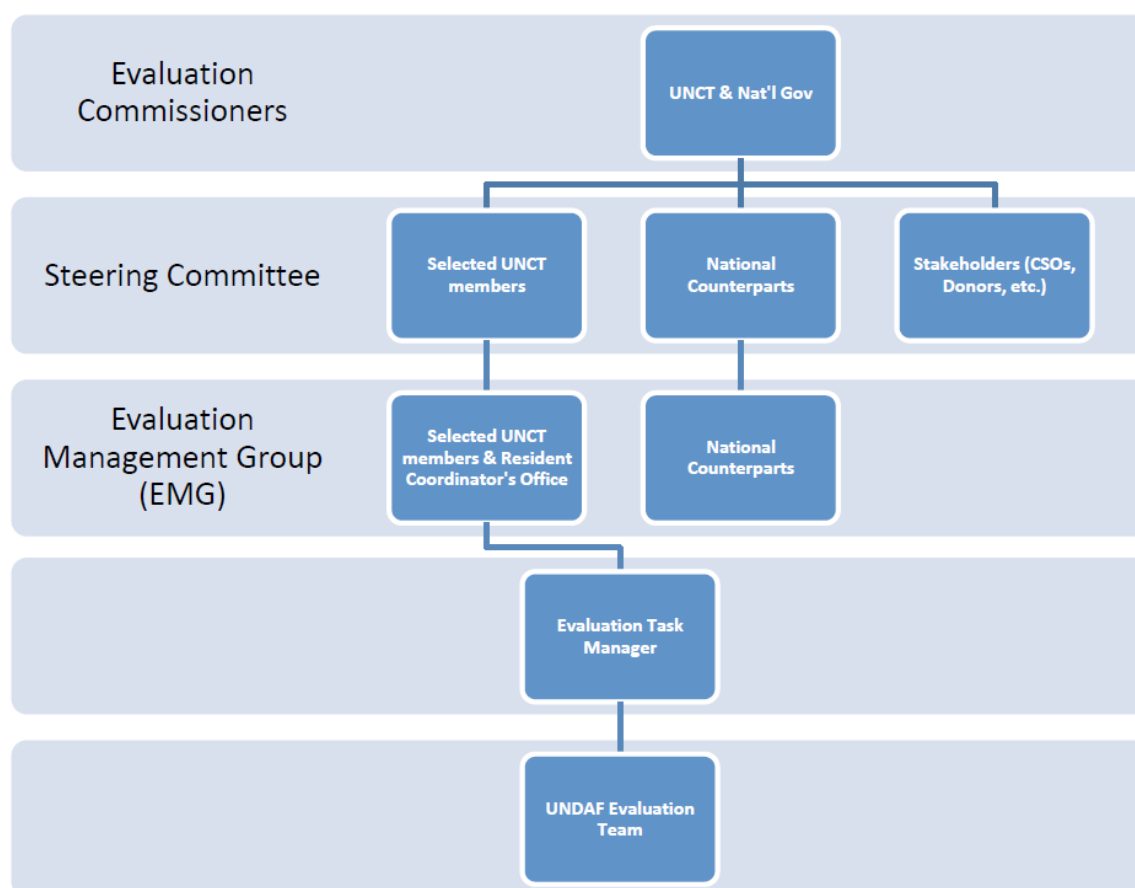 Evaluation
Commissioners
UNCT & Nat'l Gov
Steering Committee
Selected UNCT
members
National
Counterparts
Stakeholders (CSOs,
Donors, etc.)
Evaluation
Management Group
(EMG)
Selected UNCT
members & Resident
Coordinator's Office
National
Counterparts
Evaluation Task
Manager
UNDAF Evaluation
Team